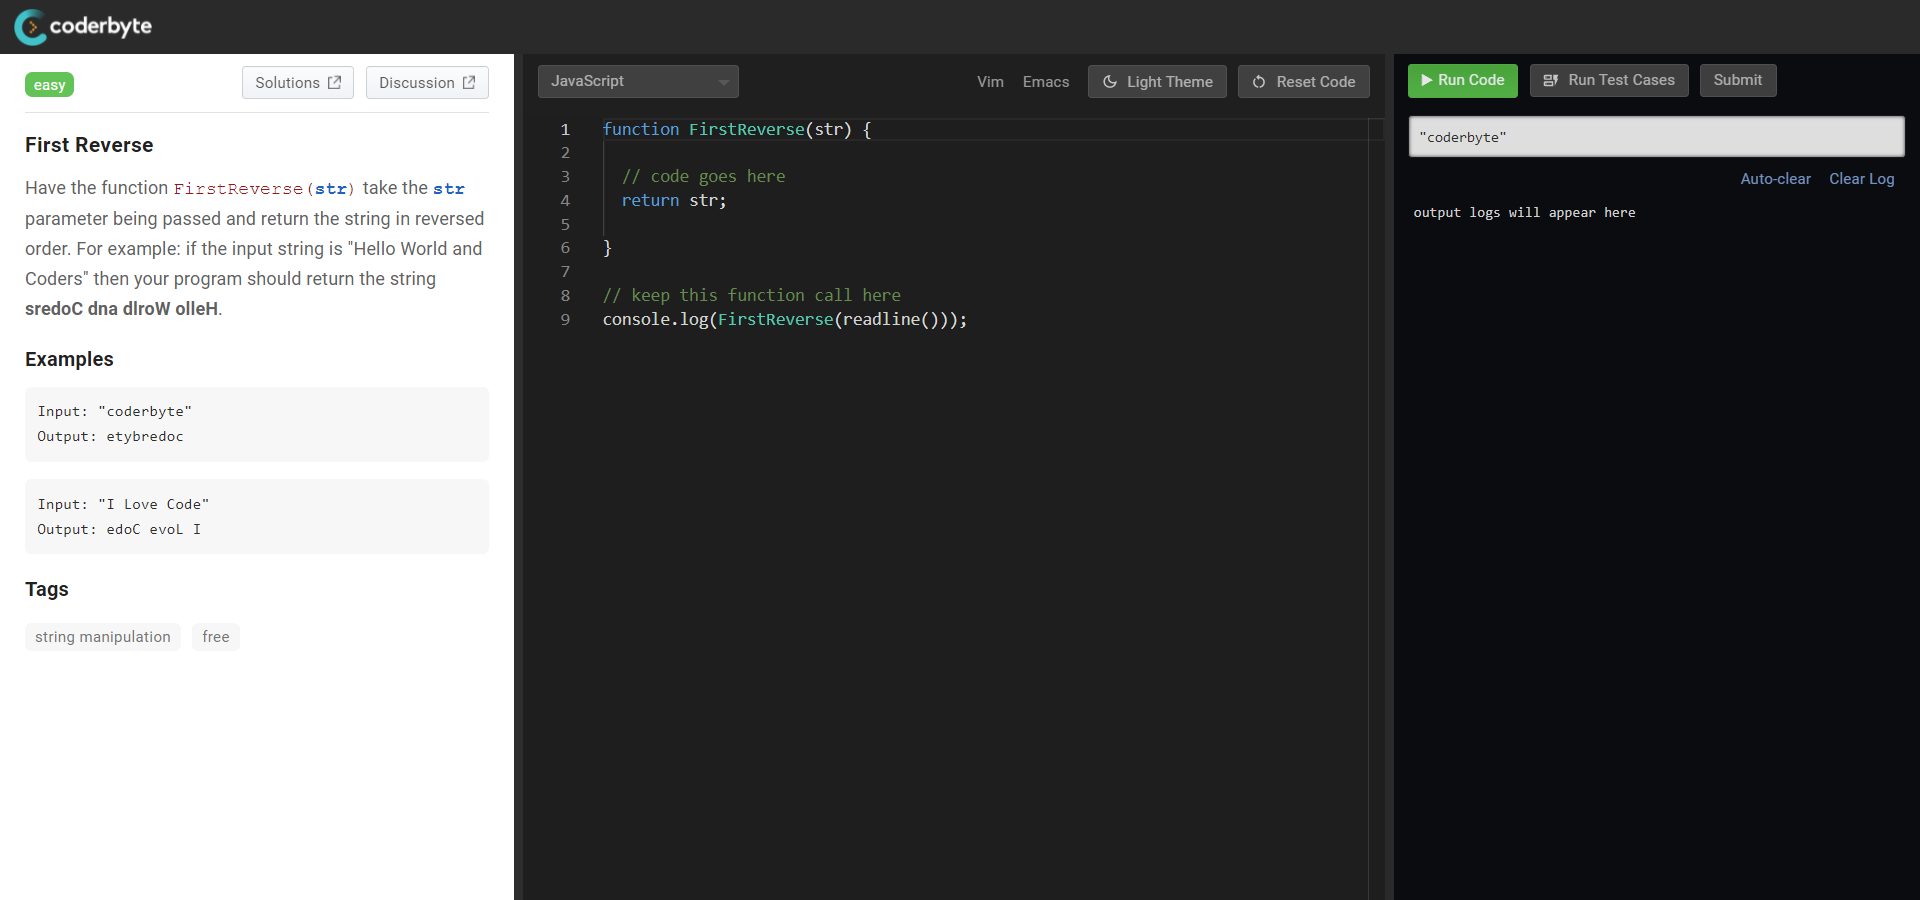 coderbyte
easy
Solutions
Discussion
First Reverse
Have the function FirstReverse(str) take the str
parameter being passed and return the string in reversed
order. For example: if the input string is "Hello World and
Coders" then your program should return the string
sredoC dna dlroW olleH.
Examples
Input: "coderbyte"
Output: etybredoc
Input: "I Love Code"
Output: edoC evoL I
Tags
string manipulation
free
JavaScript
Vim
Emacs
Light Theme
Reset Code
1 function FirstReverse(str) {
2
3 // code goes here
4 return str;
5
6 }
7
8 // keep this function call here
9 console.log(FirstReverse(readline()));
Run Code
Run Test Cases
Submit
"coderbyte"
Auto-clear
Clear Log
output logs will appear here